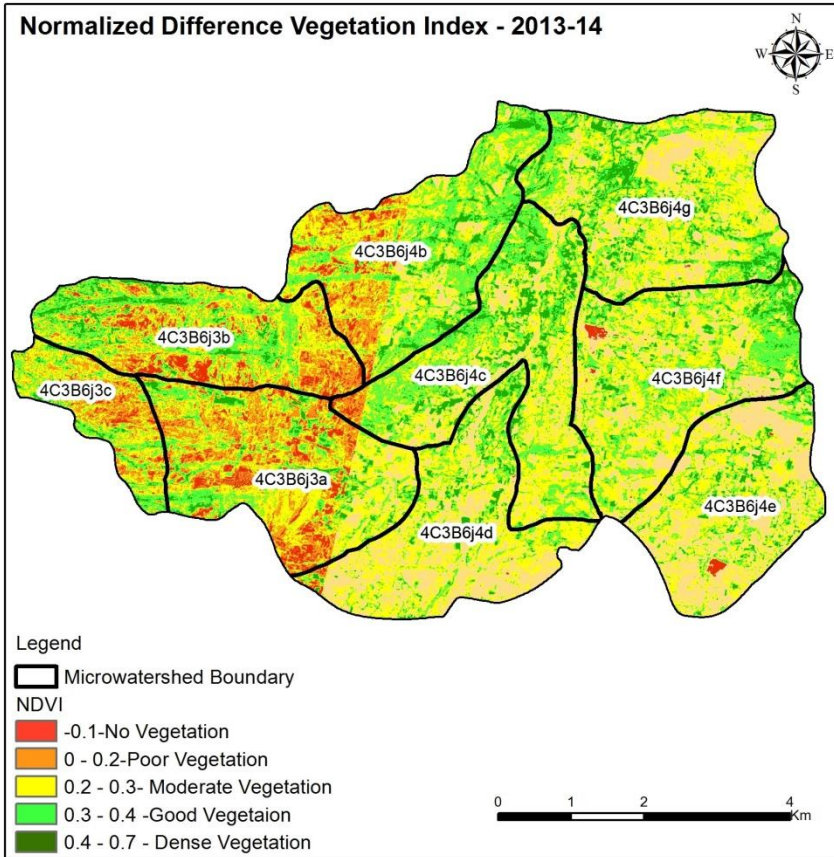 Normalized Difference Vegetation Index - 2013-14
N
W E
S
4C3B6j4g
4C3B6j4b
4C3B6j3b
4C3B6j3c
4C3B6j4c
4C3B6j4f
4C3B6j3a
4C3B6j4e
4C3B6j4d
Legend
Microwatershed Boundary
NDVI
-0.1-No Vegetation
0 - 0.2-Poor Vegetation
0.2 - 0.3- Moderate Vegetation
0.3 - 0.4 -Good Vegetaion
0.4 - 0.7 - Dense Vegetation
0 1 2 4
Km